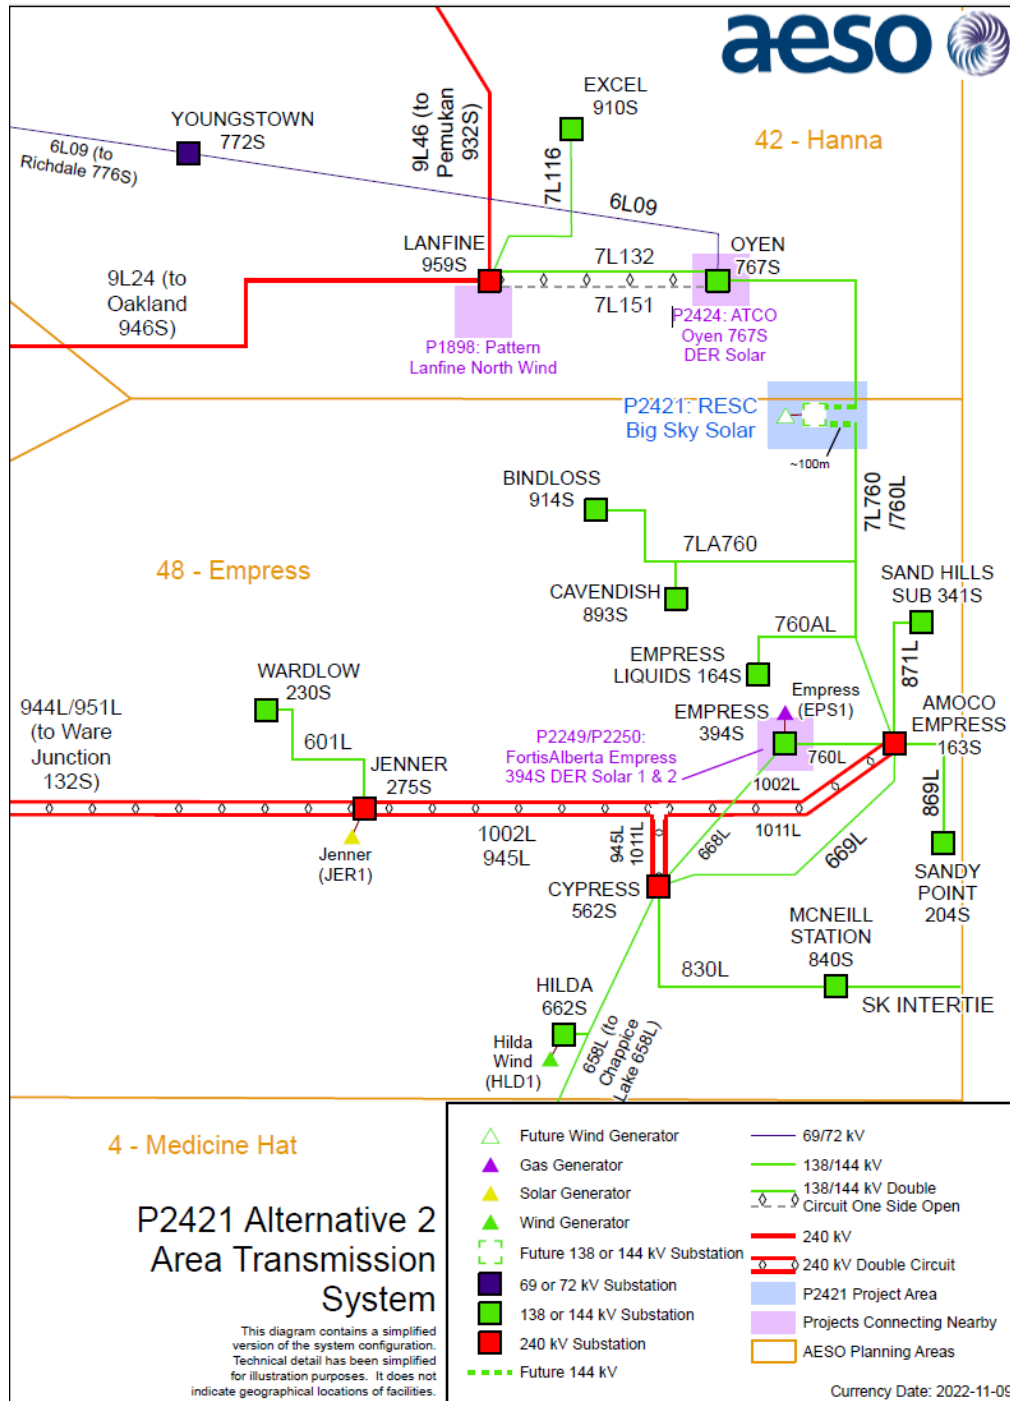 aeso
EXCEL
910S
YOUNGSTOWN
772S
9L46 (to
Pemukan
932S)
42 - Hanna
6L09 (to
Richdale 776S)
7L116
6L09
LANFINE
959S
7L132
OYEN
767S
9L24 (to
Oakland
946S)
7L151
P2424: ATCO
Oyen 767S
DER Solar
P1898: Pattern
Lanfine North Wind
P2421: RESC
Big Sky Solar
~100m
BINDLOSS
914S
7L760
/760L
7LA760
48 - Empress
CAVENDISH
893S
SAND HILLS
SUB 341S
760AL
871L
EMPRESS
LIQUIDS 164S
WARDLOW
230S
Empress
(EPS1)
AMOCO
EMPRESS
163S
944L/951L
(to Ware
Junction
132S)
EMPRESS
394S
601L
P2249/P2250:
FortisAlberta Empress
394S DER Solar 1 & 2
760L
JENNER
275S
1002L
869L
1002L
945L
945L
1011L
668L
1011L
669L
Jenner
(JER1)
CYPRESS
562S
SANDY
POINT
204S
MCNEILL
STATION
840S
830L
HILDA
662S
SK INTERTIE
Hilda
Wind
(HLD1)
658L (to
Chappice
Lake 658L)
4 - Medicine Hat
P2421 Alternative 2
Area Transmission
System
This diagram contains a simplified
version of the system configuration.
Technical detail has been simplified
for illustration purposes. It does not
indicate geographical locations of facilities.
Future Wind Generator
Gas Generator
Solar Generator
Wind Generator
Future 138 or 144 kV Substation
69 or 72 kV Substation
138 or 144 kV Substation
240 kV Substation
Future 144 kV
69/72 kV
138/144 kV
138/144 kV Double
Circuit One Side Open
240 kV
240 kV Double Circuit
P2421 Project Area
Projects Connecting Nearby
AESO Planning Areas
Currency Date: 2022-11-09